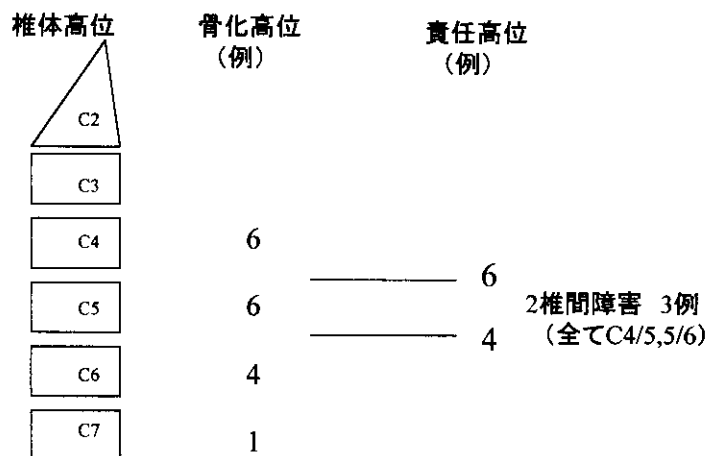 椎体高位 骨化高位 責任高位
(例) (例)
C2
C3
C4 6
6
C5 6 2椎間障害 3例
4 (全てC4/5,5/6)
C6 4
C7 1